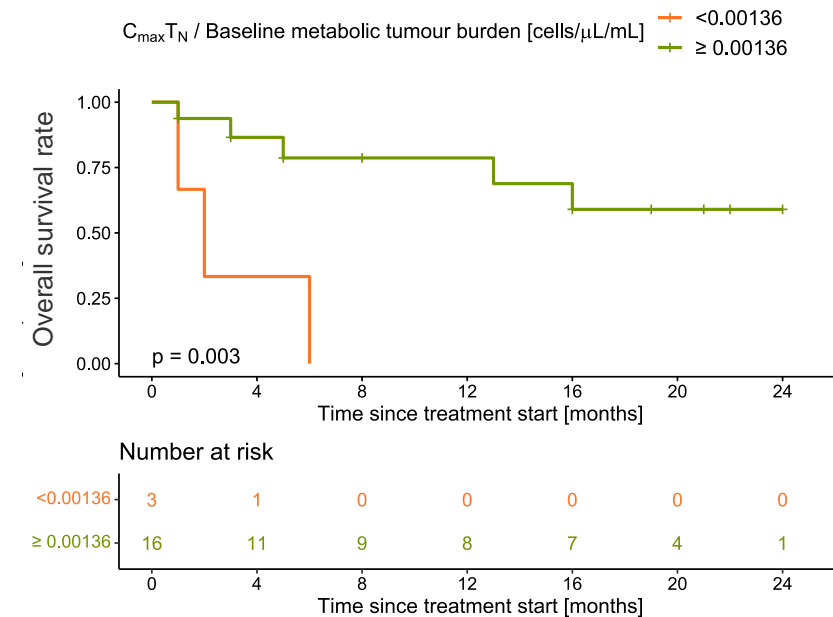 C_max T_N / Baseline metabolic tumour burden [cells/μL/mL]
<0.00136
≥ 0.00136
Overall survival rate
1.00
0.75
0.50
0.25
0.00
p = 0.003
0 4 8 12 16 20 24
Time since treatment start [months]
Number at risk
<0.00136 3 1 0 0 0 0 0
≥ 0.00136 16 11 9 8 7 4 1
0 4 8 12 16 20 24
Time since treatment start [months]